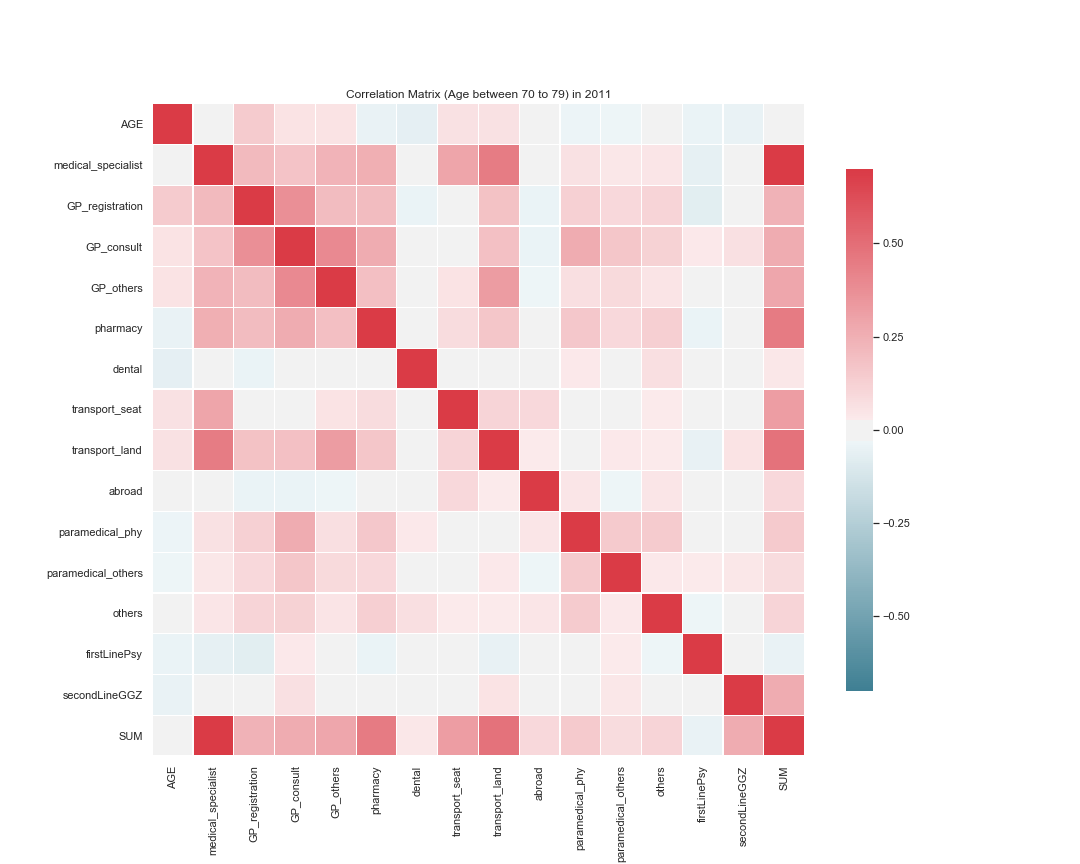 Correlation Matrix (Age between 70 to 79) in 2011
AGE
medical_specialist
GP_registration
GP_consult
GP_others
pharmacy
dental
transport_seat
transport_land
abroad
paramedical_phy
paramedical_others
others
firstLinePsy
secondLineGGZ
SUM
AGE
medical_specialist
GP_registration
GP_consult
GP_others
pharmacy
dental
transport_seat
transport_land
abroad
paramedical_phy
paramedical_others
others
firstLinePsy
secondLineGGZ
SUM
0.50
0.25
0.00
−0.25
−0.50